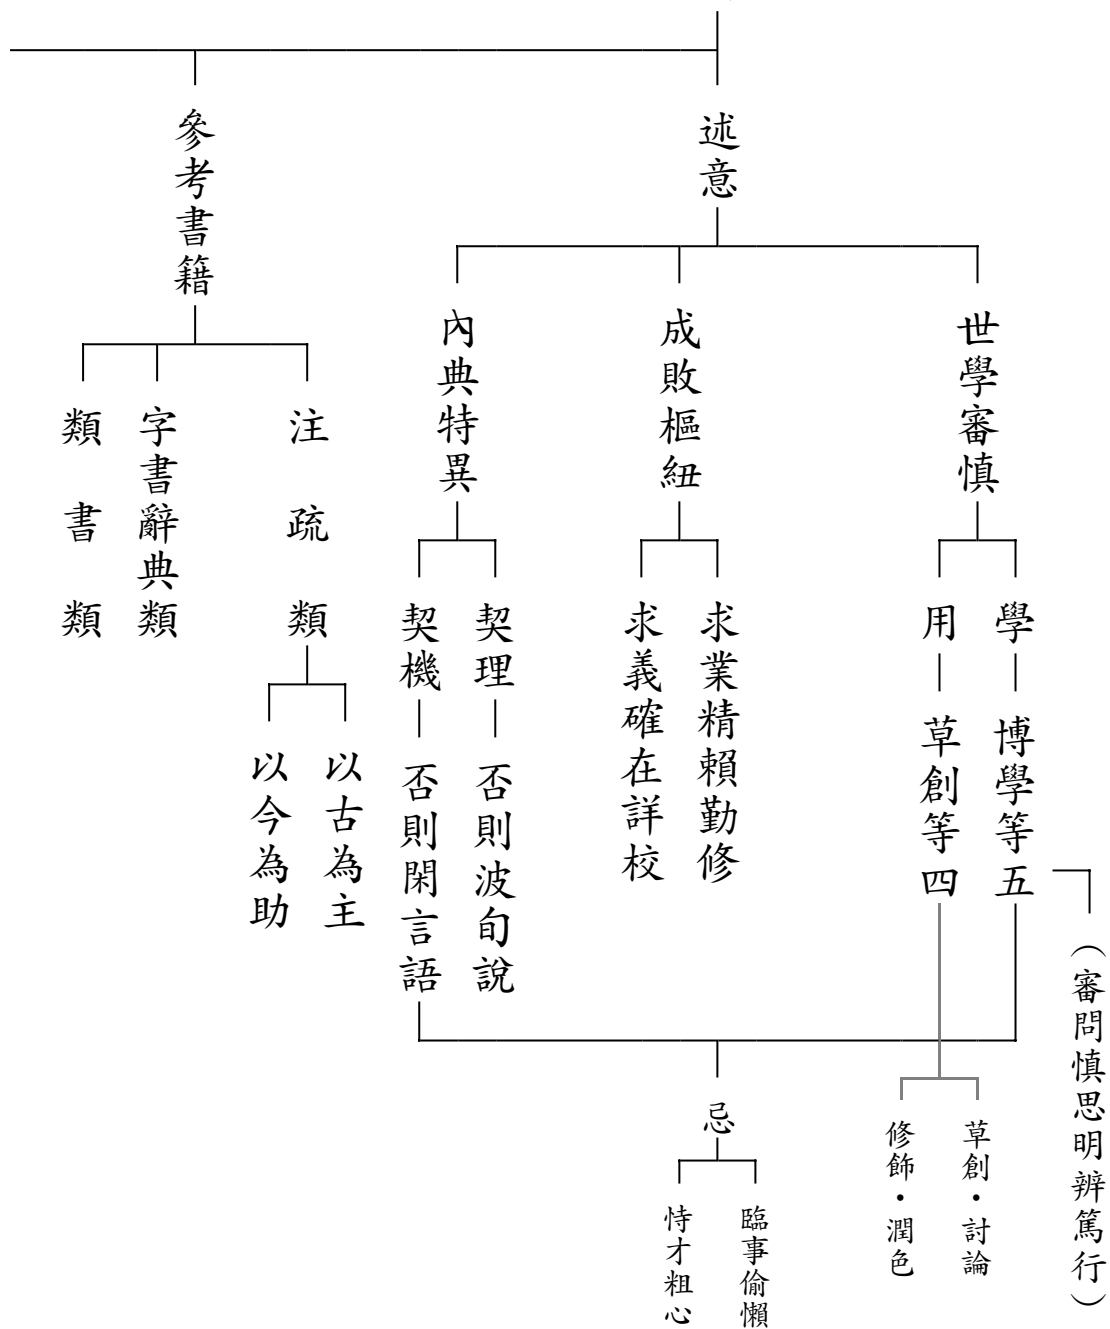 述意
世學審慎
學
博學等五
（審問慎思明辨篤行）
用
草創等四
草創・討論
修飾・潤色
成敗樞紐
求業精賴勤修
求義確在詳校
內典特異
契理
否則波旬說
契機
否則閑言語
忌
臨事偷懶
恃才粗心
參考書籍
注疏類
以古為主
以今為助
字書辭典類
類書類